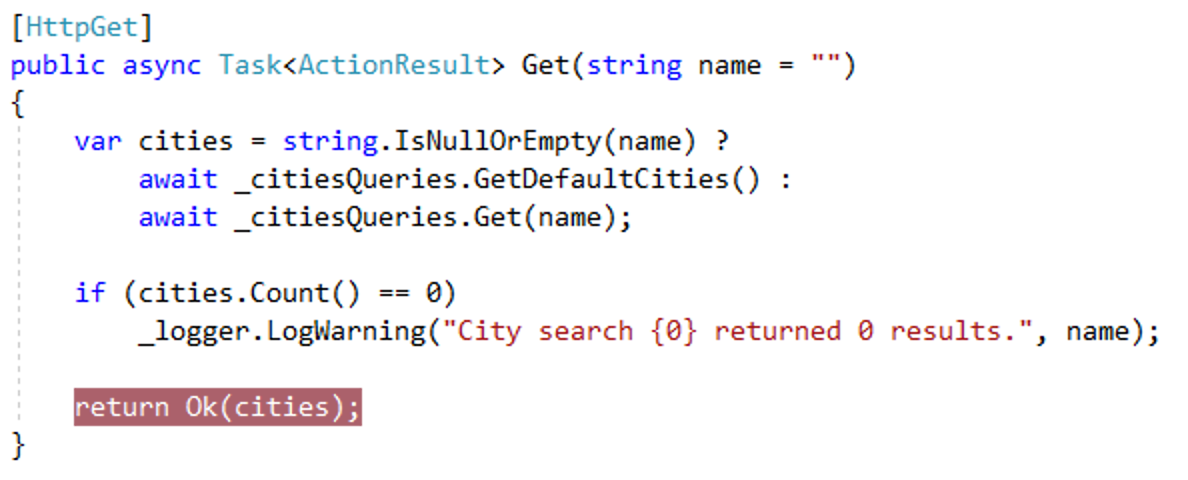 [HttpGet]
public async Task<ActionResult> Get(string name = "")
{
    var cities = string.IsNullOrEmpty(name) ?
        await _citiesQueries.GetDefaultCities() :
        await _citiesQueries.Get(name);
    if (cities.Count() == 0)
        _logger.LogWarning("City search {0} returned 0 results.", name);
    return Ok(cities);
}